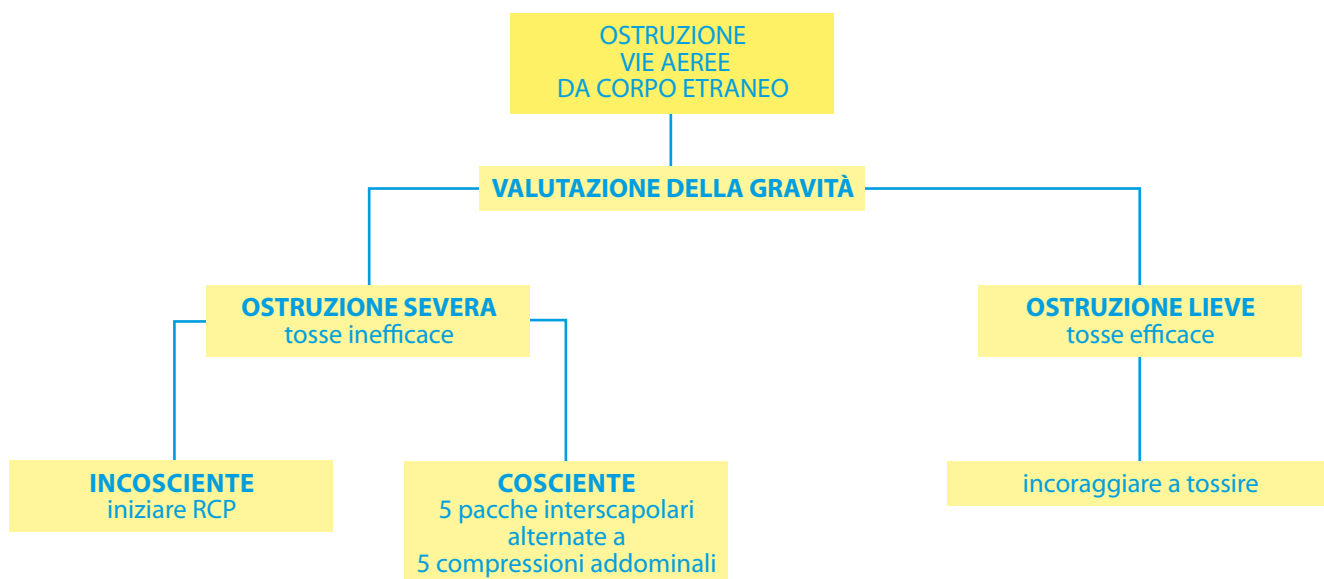 OSTRUZIONE
VIE AEREE
DA CORPO ETRANEO
VALUTAZIONE DELLA GRAVITÀ
OSTRUZIONE SEVERA
tosse inefficace
OSTRUZIONE LIEVE
tosse efficace
INCOSCIENTE
iniziare RCP
COSCIENTE
5 pacche interscapolari
alternate a
5 compressioni addominali
incoraggiare a tossire